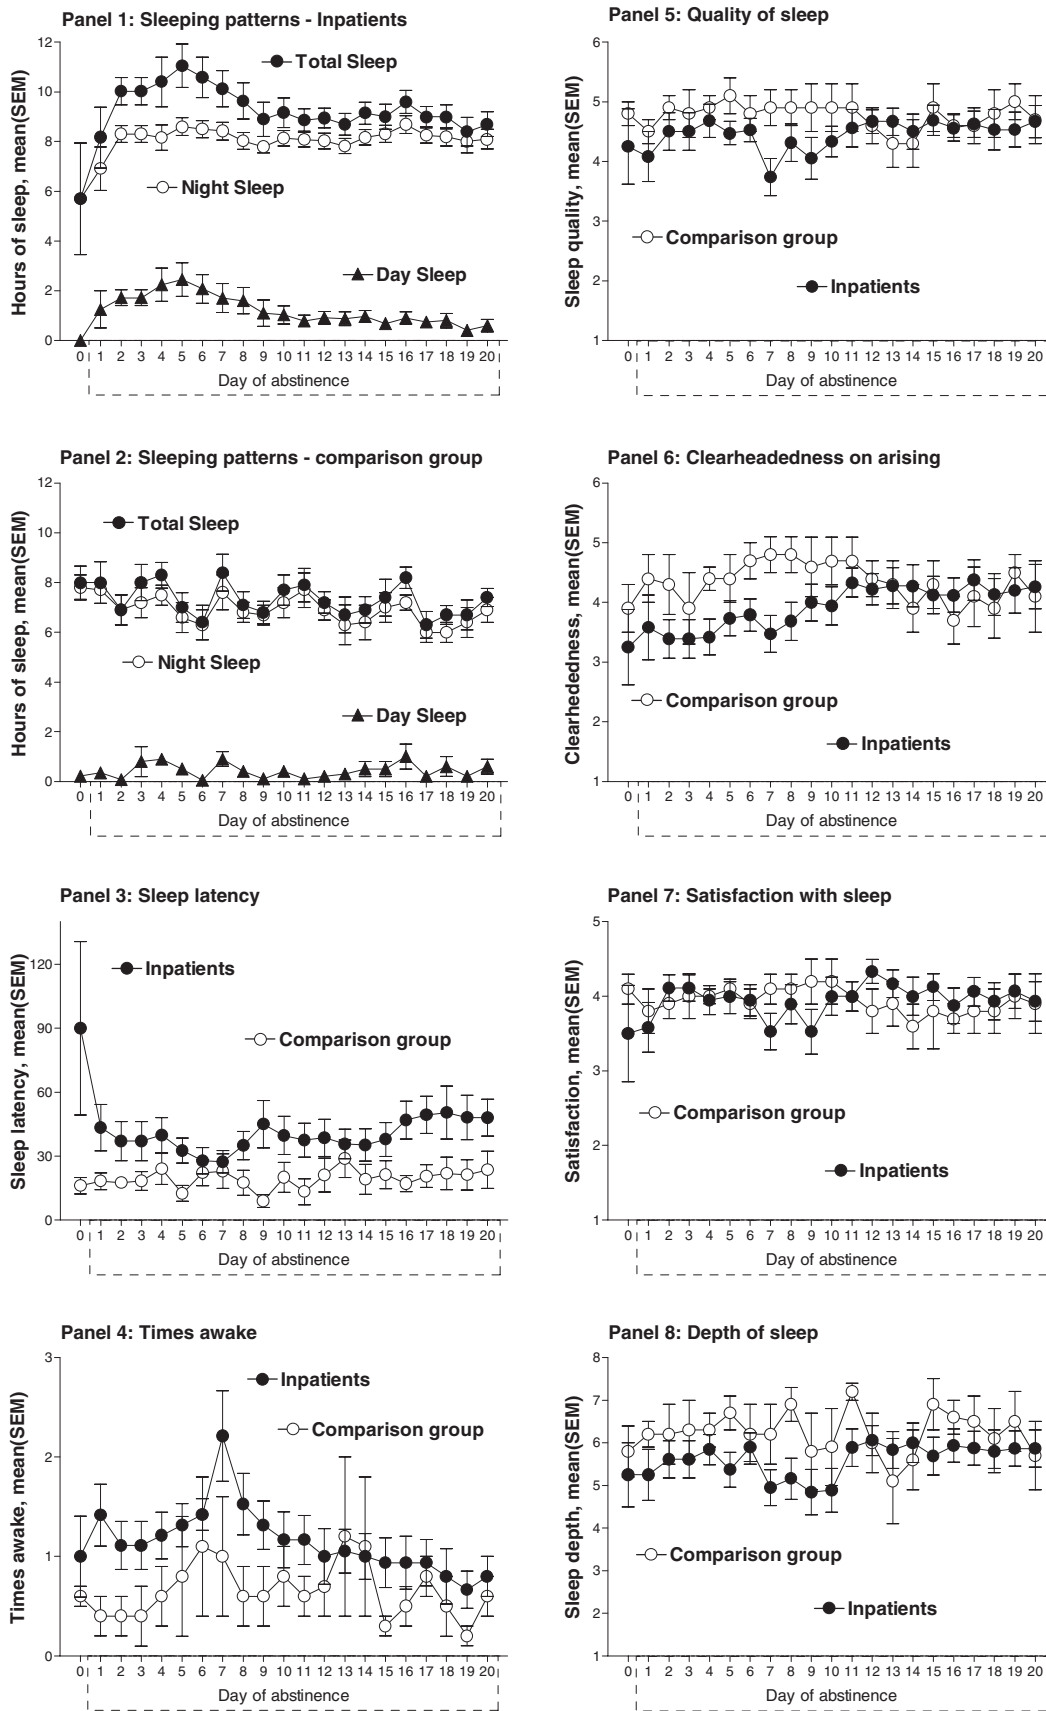 Panel 1: Sleeping patterns - Inpatients
Hours of sleep, mean(SEM)
12
10
8
6
4
2
0
Total Sleep
Night Sleep
Day Sleep
0 1 2 3 4 5 6 7 8 9 10 11 12 13 14 15 16 17 18 19 20
Day of abstinence
Panel 2: Sleeping patterns - comparison group
Hours of sleep, mean(SEM)
12
10
8
6
4
2
0
Total Sleep
Night Sleep
Day Sleep
0 1 2 3 4 5 6 7 8 9 10 11 12 13 14 15 16 17 18 19 20
Day of abstinence
Panel 3: Sleep latency
Sleep latency, mean(SEM)
120
90
60
30
0
Inpatients
Comparison group
0 1 2 3 4 5 6 7 8 9 10 11 12 13 14 15 16 17 18 19 20
Day of abstinence
Panel 4: Times awake
Times awake, mean(SEM)
3
2
1
0
Inpatients
Comparison group
0 1 2 3 4 5 6 7 8 9 10 11 12 13 14 15 16 17 18 19 20
Day of abstinence
Panel 5: Quality of sleep
Sleep quality, mean(SEM)
6
5
4
3
2
1
Comparison group
Inpatients
0 1 2 3 4 5 6 7 8 9 10 11 12 13 14 15 16 17 18 19 20
Day of abstinence
Panel 6: Clearheadedness on arising
Clearhededness, mean(SEM)
6
5
4
3
2
1
Comparison group
Inpatients
0 1 2 3 4 5 6 7 8 9 10 11 12 13 14 15 16 17 18 19 20
Day of abstinence
Panel 7: Satisfaction with sleep
Satisfaction, mean(SEM)
5
4
3
2
1
Comparison group
Inpatients
0 1 2 3 4 5 6 7 8 9 10 11 12 13 14 15 16 17 18 19 20
Day of abstinence
Panel 8: Depth of sleep
Sleep depth, mean(SEM)
8
7
6
5
4
3
2
1
Comparison group
Inpatients
0 1 2 3 4 5 6 7 8 9 10 11 12 13 14 15 16 17 18 19 20
Day of abstinence